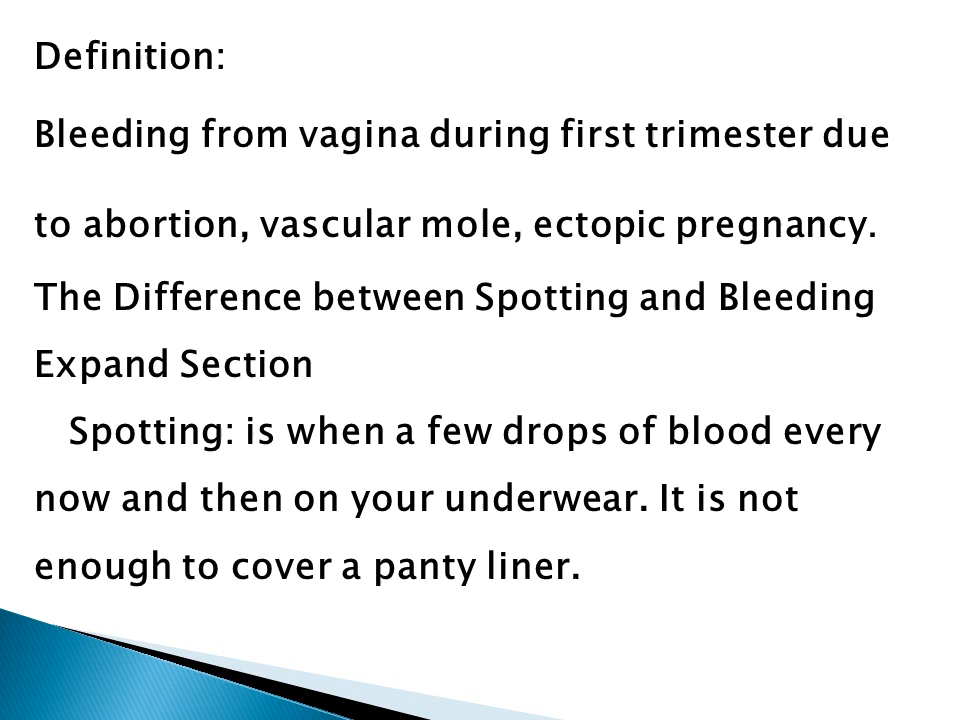 Definition:
Bleeding from vagina during first trimester due
to abortion, vascular mole, ectopic pregnancy.
The Difference between Spotting and Bleeding
Expand Section
Spotting: is when a few drops of blood every
now and then on your underwear. It is not
enough to cover a panty liner.